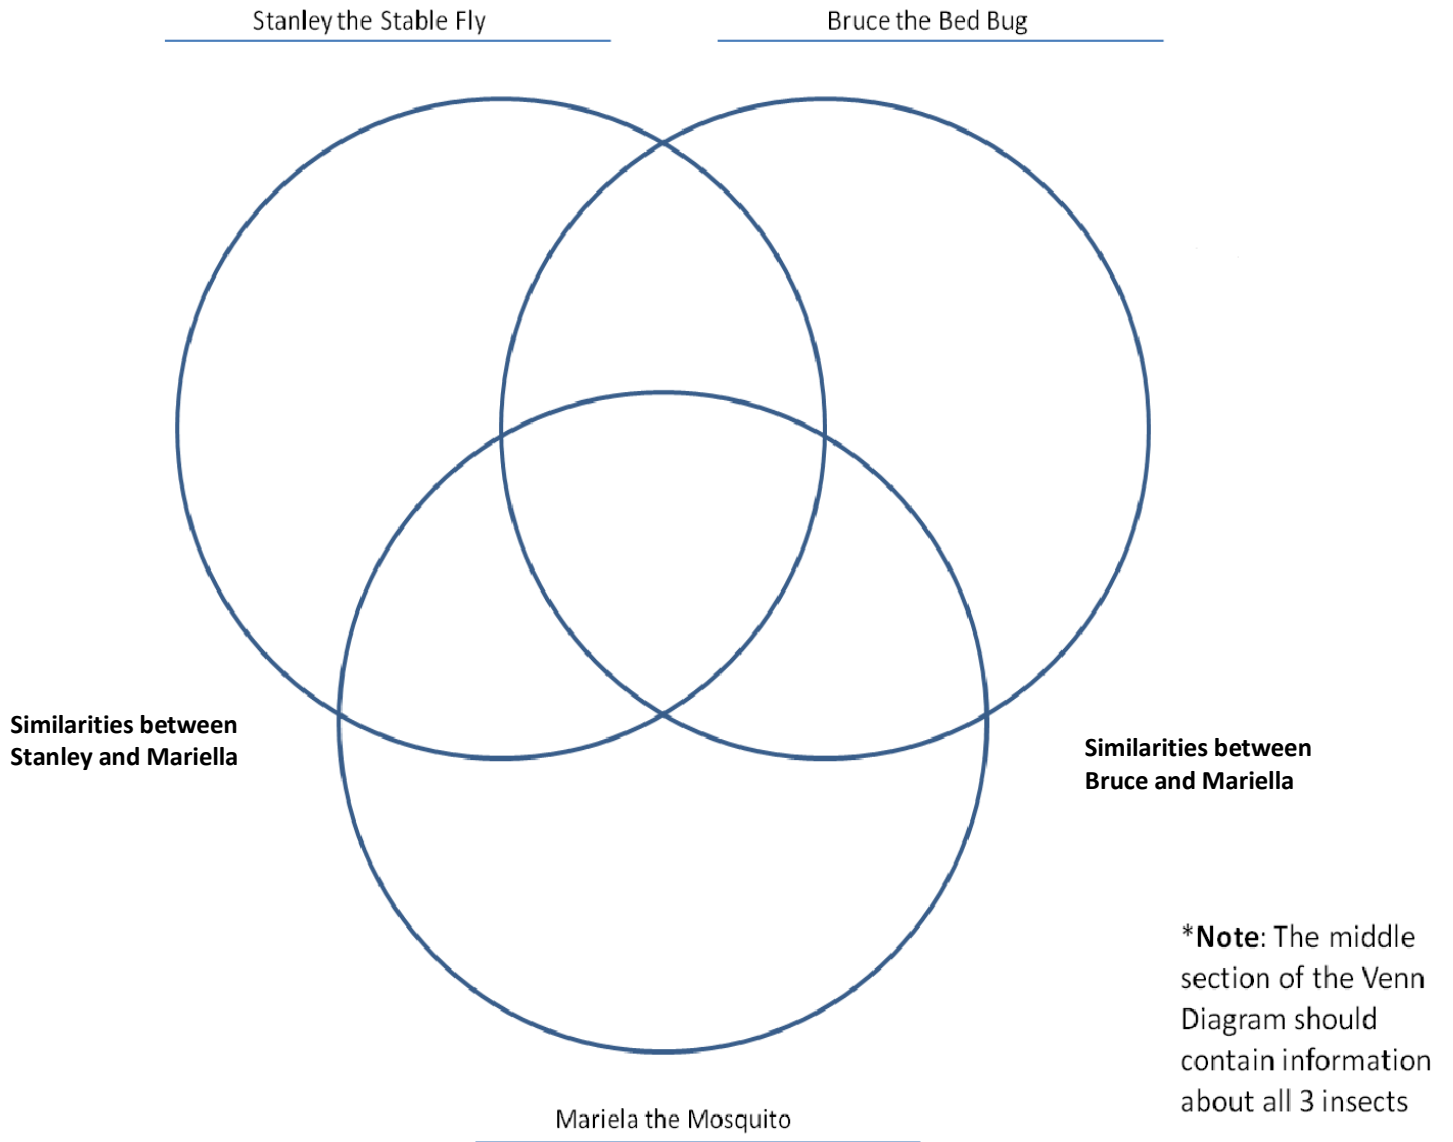 Stanley the Stable Fly
Bruce the Bed Bug
Similarities between
Stanley and Mariella
Similarities between
Bruce and Mariella
*Note: The middle
section of the Venn
Diagram should
contain information
about all 3 insects
Mariela the Mosquito